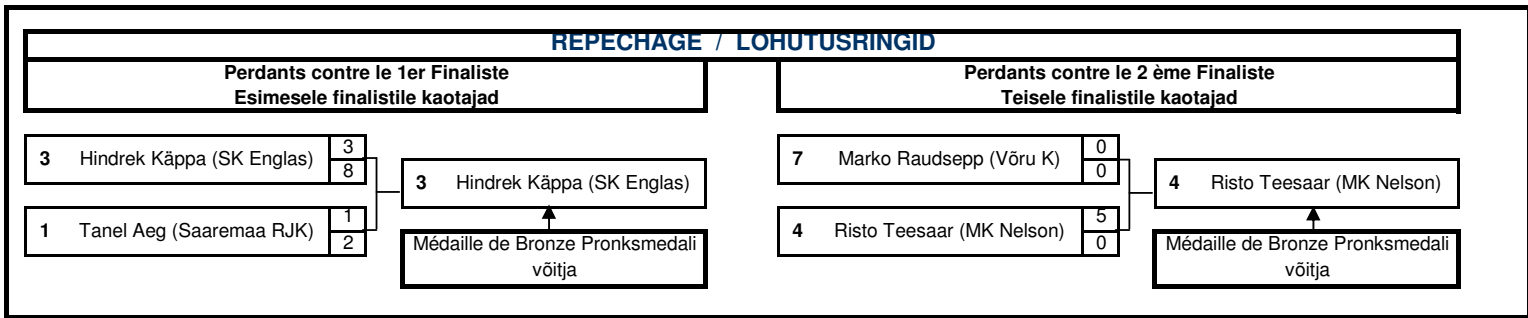 REPECHAGE / LOHUTUSRINGID
Perdants contre le 1er Finaliste
Esimesele finalistile kaotajad
Perdants contre le 2 ème Finaliste
Teisele finalistile kaotajad
3 Hindrek Käppa (SK Englas) 3
8
3 Hindrek Käppa (SK Englas)
1 Tanel Aeg (Saaremaa RJK) 1
2
Médaille de Bronze Pronksmedali
võitja
7 Marko Raudsepp (Võru K) 0
0
4 Risto Teesaar (MK Nelson)
4 Risto Teesaar (MK Nelson) 5
0
Médaille de Bronze Pronksmedali
võitja